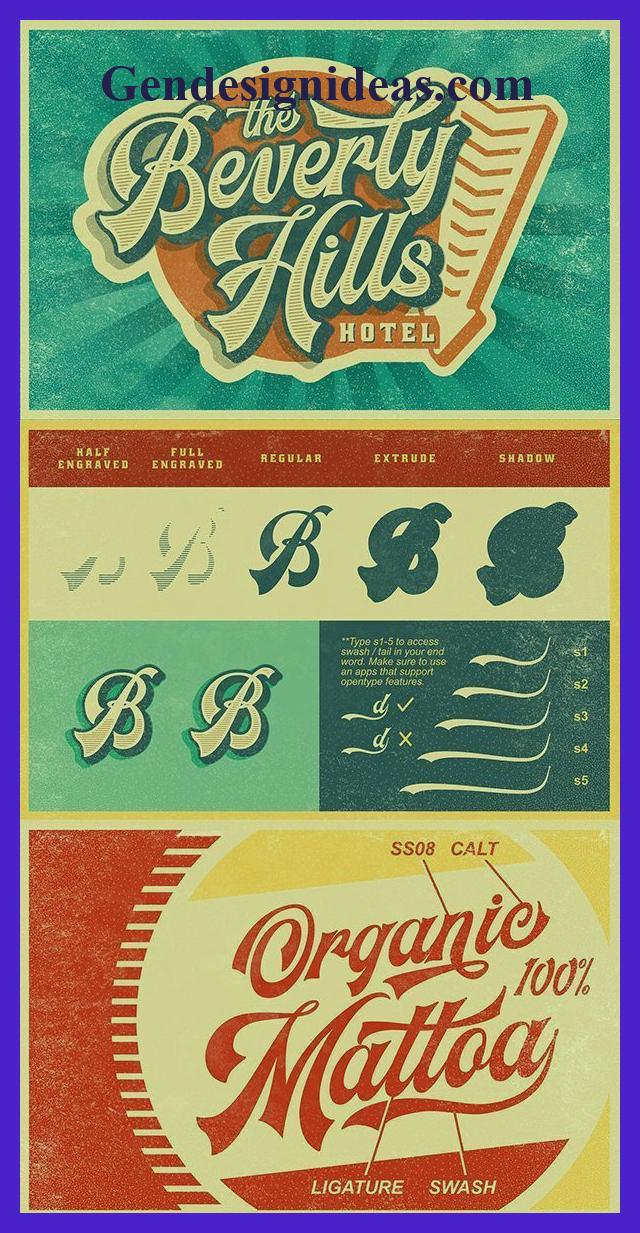 Gendesignideas.com
the
Beverly
Hills
HOTEL
HALF
ENGRAVED
FULL
ENGRAVED
REGULAR
EXTRUDE
SHADOW
B B B B B
B B
**Type s1-5 to access
swash / tail in your end
word. Make sure to use
an apps that support
opentype features.
d ✓
d X
s1
s2
s3
s4
s5
SS08 CALT
Organic
100%
Mattoa
LIGATURE SWASH